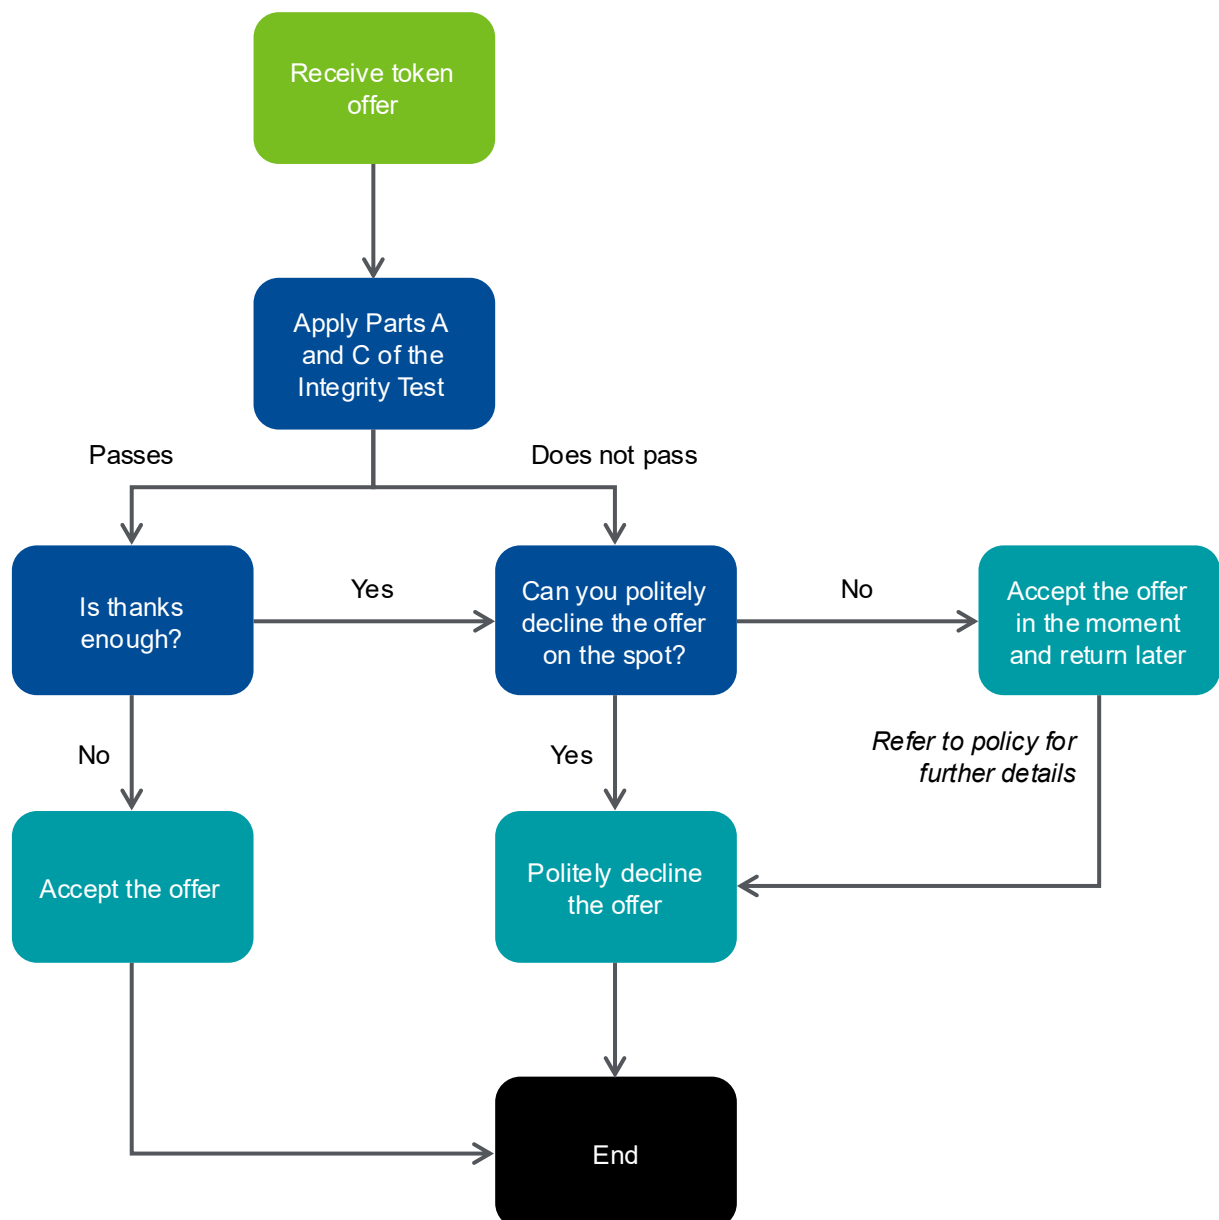 Receive token
offer
Apply Parts A
and C of the
Integrity Test
Passes
Does not pass
Is thanks
enough?
Yes
Can you politely
decline the offer
on the spot?
No
Accept the offer
in the moment
and return later
No
Yes
Refer to policy for
further details
Accept the offer
Politely decline
the offer
End